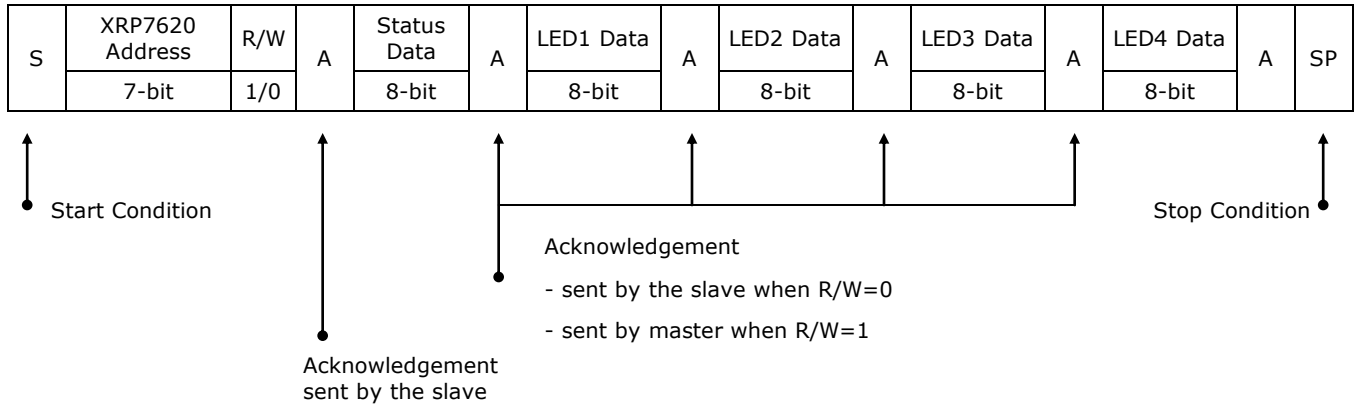 S
XRP7620
Address
R/W
A
Status
Data
A
LED1 Data
A
LED2 Data
A
LED3 Data
A
LED4 Data
A
SP
7-bit
1/0
8-bit
8-bit
8-bit
8-bit
8-bit
Start Condition
Stop Condition
Acknowledgement
- sent by the slave when R/W=0
- sent by master when R/W=1
Acknowledgement
sent by the slave